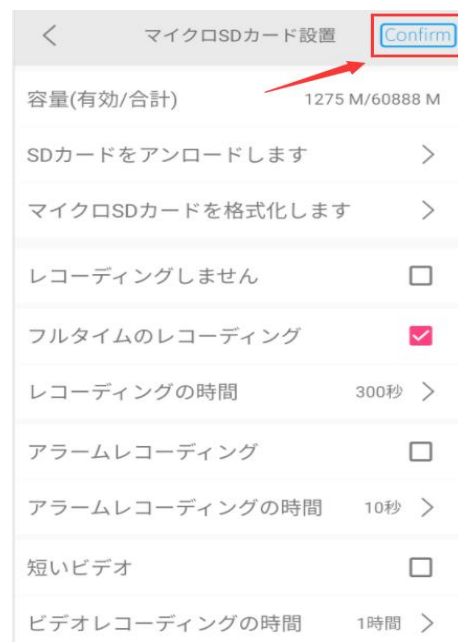 マイクロSDカード設置
Confirm
容量(有効/合計) 1275 M/60888 M
SDカードをアンロードします
マイクロSDカードを格式化します
レコーディングしません
フルタイムのレコーディング
レコーディングの時間 300秒
アラームレコーディング
アラームレコーディングの時間 10秒
短いビデオ
ビデオレコーディングの時間 1時間